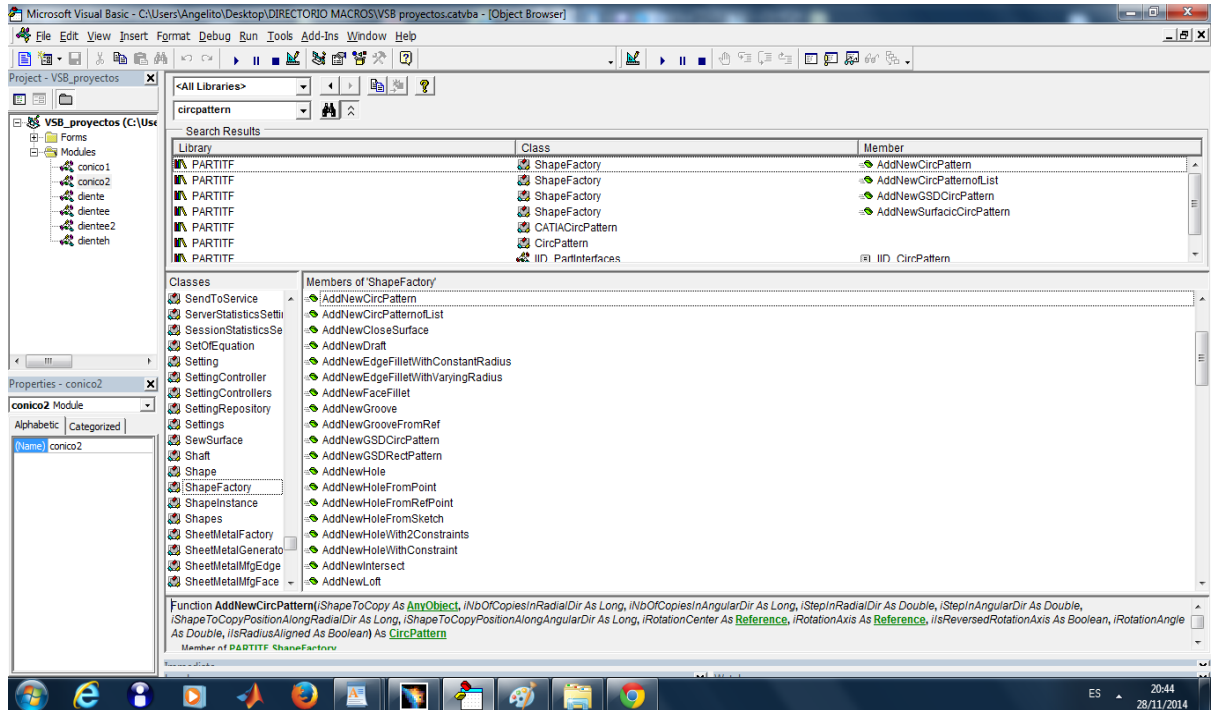 Microsoft Visual Basic - C:\Users\Angelito\Desktop\DIRECTORIO MACROS\VSB proyectos.catvba - [Object Browser]
File Edit View Insert Format Debug Run Tools Add-Ins Window Help
Project - VSB_proyectos
VSB_proyectos (C:\Use
Forms
Modules
conico1
conico2
diente
dientee
dientee2
dienteh
Properties - conico2
conico2 Module
Alphabetic Categorized
(Name) conico2
<All Libraries>
circpattern
Search Results
Library Class Member
PARTITF ShapeFactory AddNewCircPattern
PARTITF ShapeFactory AddNewCircPatternofList
PARTITF ShapeFactory AddNewGSDCircPattern
PARTITF ShapeFactory AddNewSurfacicCircPattern
PARTITF CATIACircPattern
PARTITF CircPattern
PARTITF IID_PartInterfaces IID_CircPattern
Classes Members of 'ShapeFactory'
SendToService AddNewCircPattern
ServerStatisticsSettin AddNewCircPatternofList
SessionStatisticsSe AddNewCloseSurface
SetOfEquation AddNewDraft
Setting AddNewEdgeFilletWithConstantRadius
SettingController AddNewEdgeFilletWithVaryingRadius
SettingControllers AddNewFaceFillet
SettingRepository AddNewGroove
Settings AddNewGrooveFromRef
SewSurface AddNewGSDCircPattern
Shaft AddNewGSDRectPattern
Shape AddNewHole
ShapeFactory AddNewHoleFromPoint
ShapeInstance AddNewHoleFromRefPoint
Shapes AddNewHoleFromSketch
SheetMetalFactory AddNewHoleWith2Constraints
SheetMetalGenerato AddNewHoleWithConstraint
SheetMetalMfgEdge AddNewIntersect
SheetMetalMfgFace AddNewLoft
Function AddNewCircPattern(iShapeToCopy As AnyObject, iNbOfCopiesInRadialDir As Long, iNbOfCopiesInAngularDir As Long, iStepInRadialDir As Double, iStepInAngularDir As Double,
iShapeToCopyPositionAlongRadialDir As Long, iShapeToCopyPositionAlongAngularDir As Long, iRotationCenter As Reference, iRotationAxis As Reference, iIsReversedRotationAxis As Boolean, iRotationAngle
As Double, iIsRadiusAligned As Boolean) As CircPattern
Member of PARTITF.ShapeFactory
Immediate
ES 20:44
28/11/2014